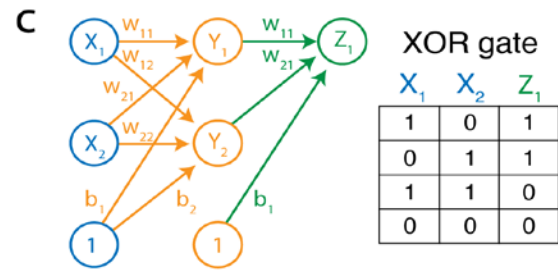 C
X₁ w₁₁ Y₁ w₁₁ Z₁
w₁₂ w₂₁
w₂₁
X₂ w₂₂ Y₂
b₁ b₂ b₁
1 1
XOR gate
X₁ X₂ Z₁
1 0 1
0 1 1
1 1 0
0 0 0